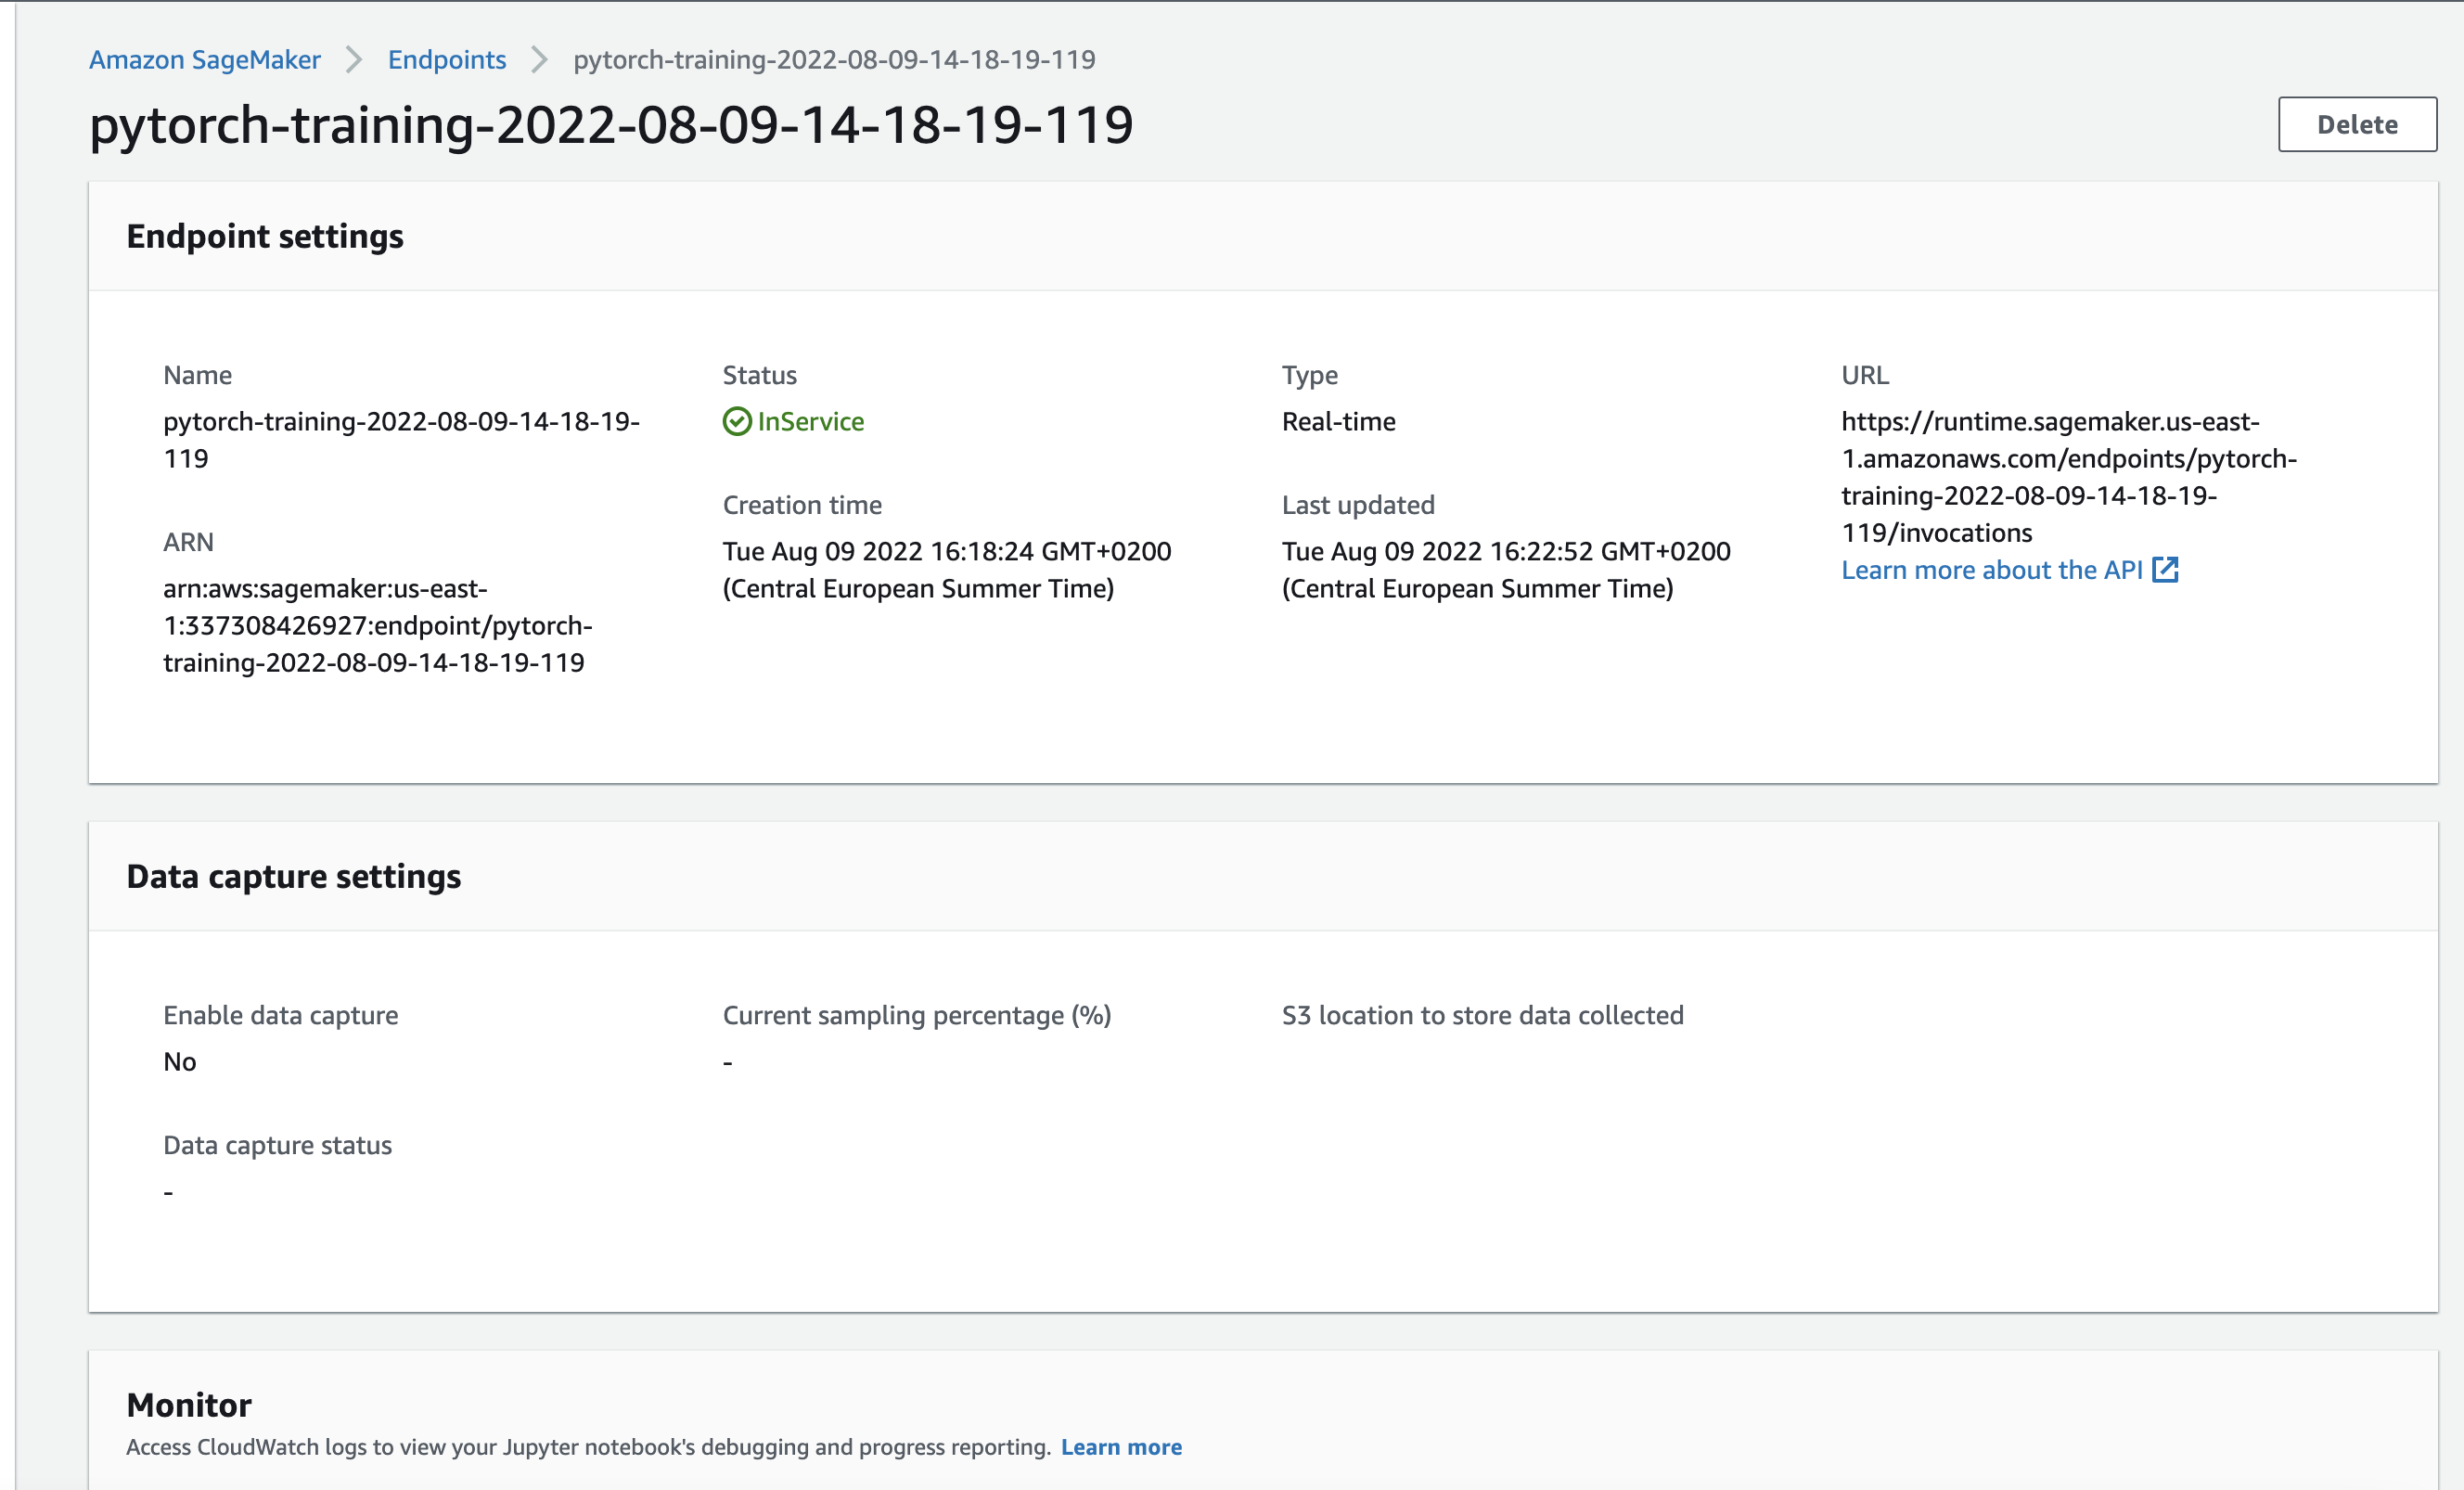 Amazon SageMaker > Endpoints > pytorch-training-2022-08-09-14-18-19-119
pytorch-training-2022-08-09-14-18-19-119
Delete
Endpoint settings
Name
pytorch-training-2022-08-09-14-18-19-
119
ARN
arn:aws:sagemaker:us-east-
1:337308426927:endpoint/pytorch-
training-2022-08-09-14-18-19-119
Status
InService
Creation time
Tue Aug 09 2022 16:18:24 GMT+0200
(Central European Summer Time)
Type
Real-time
Last updated
Tue Aug 09 2022 16:22:52 GMT+0200
(Central European Summer Time)
URL
https://runtime.sagemaker.us-east-
1.amazonaws.com/endpoints/pytorch-
training-2022-08-09-14-18-19-
119/invocations
Learn more about the API
Data capture settings
Enable data capture
No
Data capture status
-
Current sampling percentage (%)
-
S3 location to store data collected
Monitor
Access CloudWatch logs to view your Jupyter notebook's debugging and progress reporting. Learn more